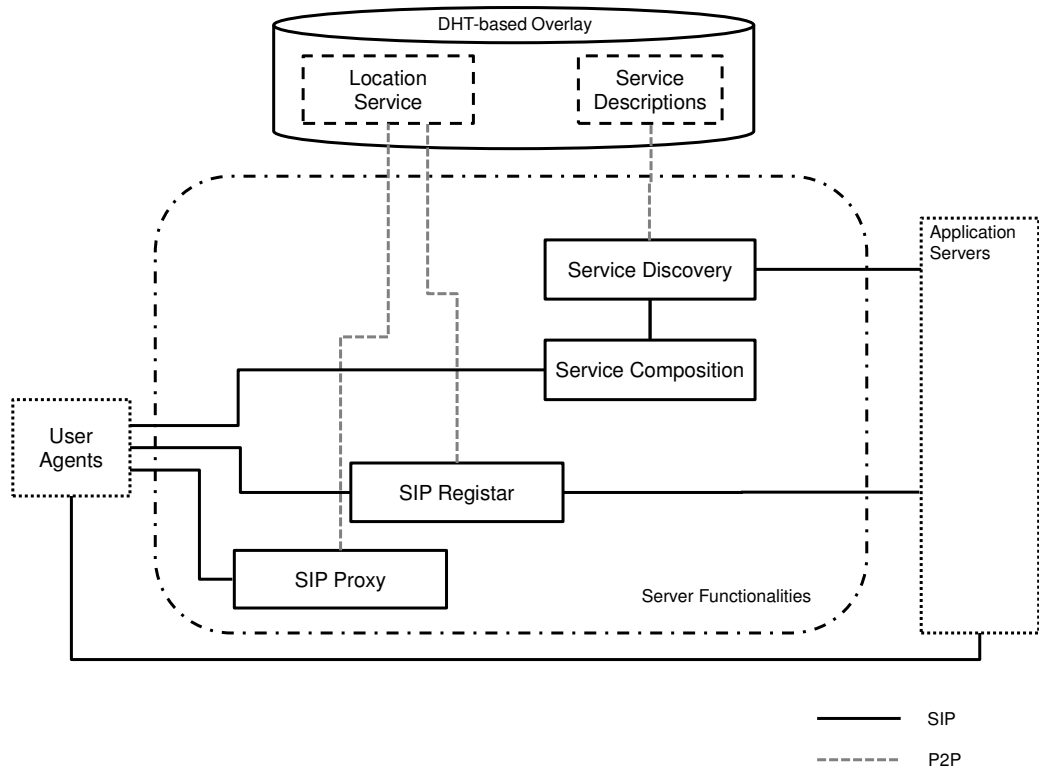 DHT-based Overlay
Location
Service
Service
Descriptions
Application
Servers
Service Discovery
Service Composition
User
Agents
SIP Registar
SIP Proxy
Server Functionalities
SIP
P2P